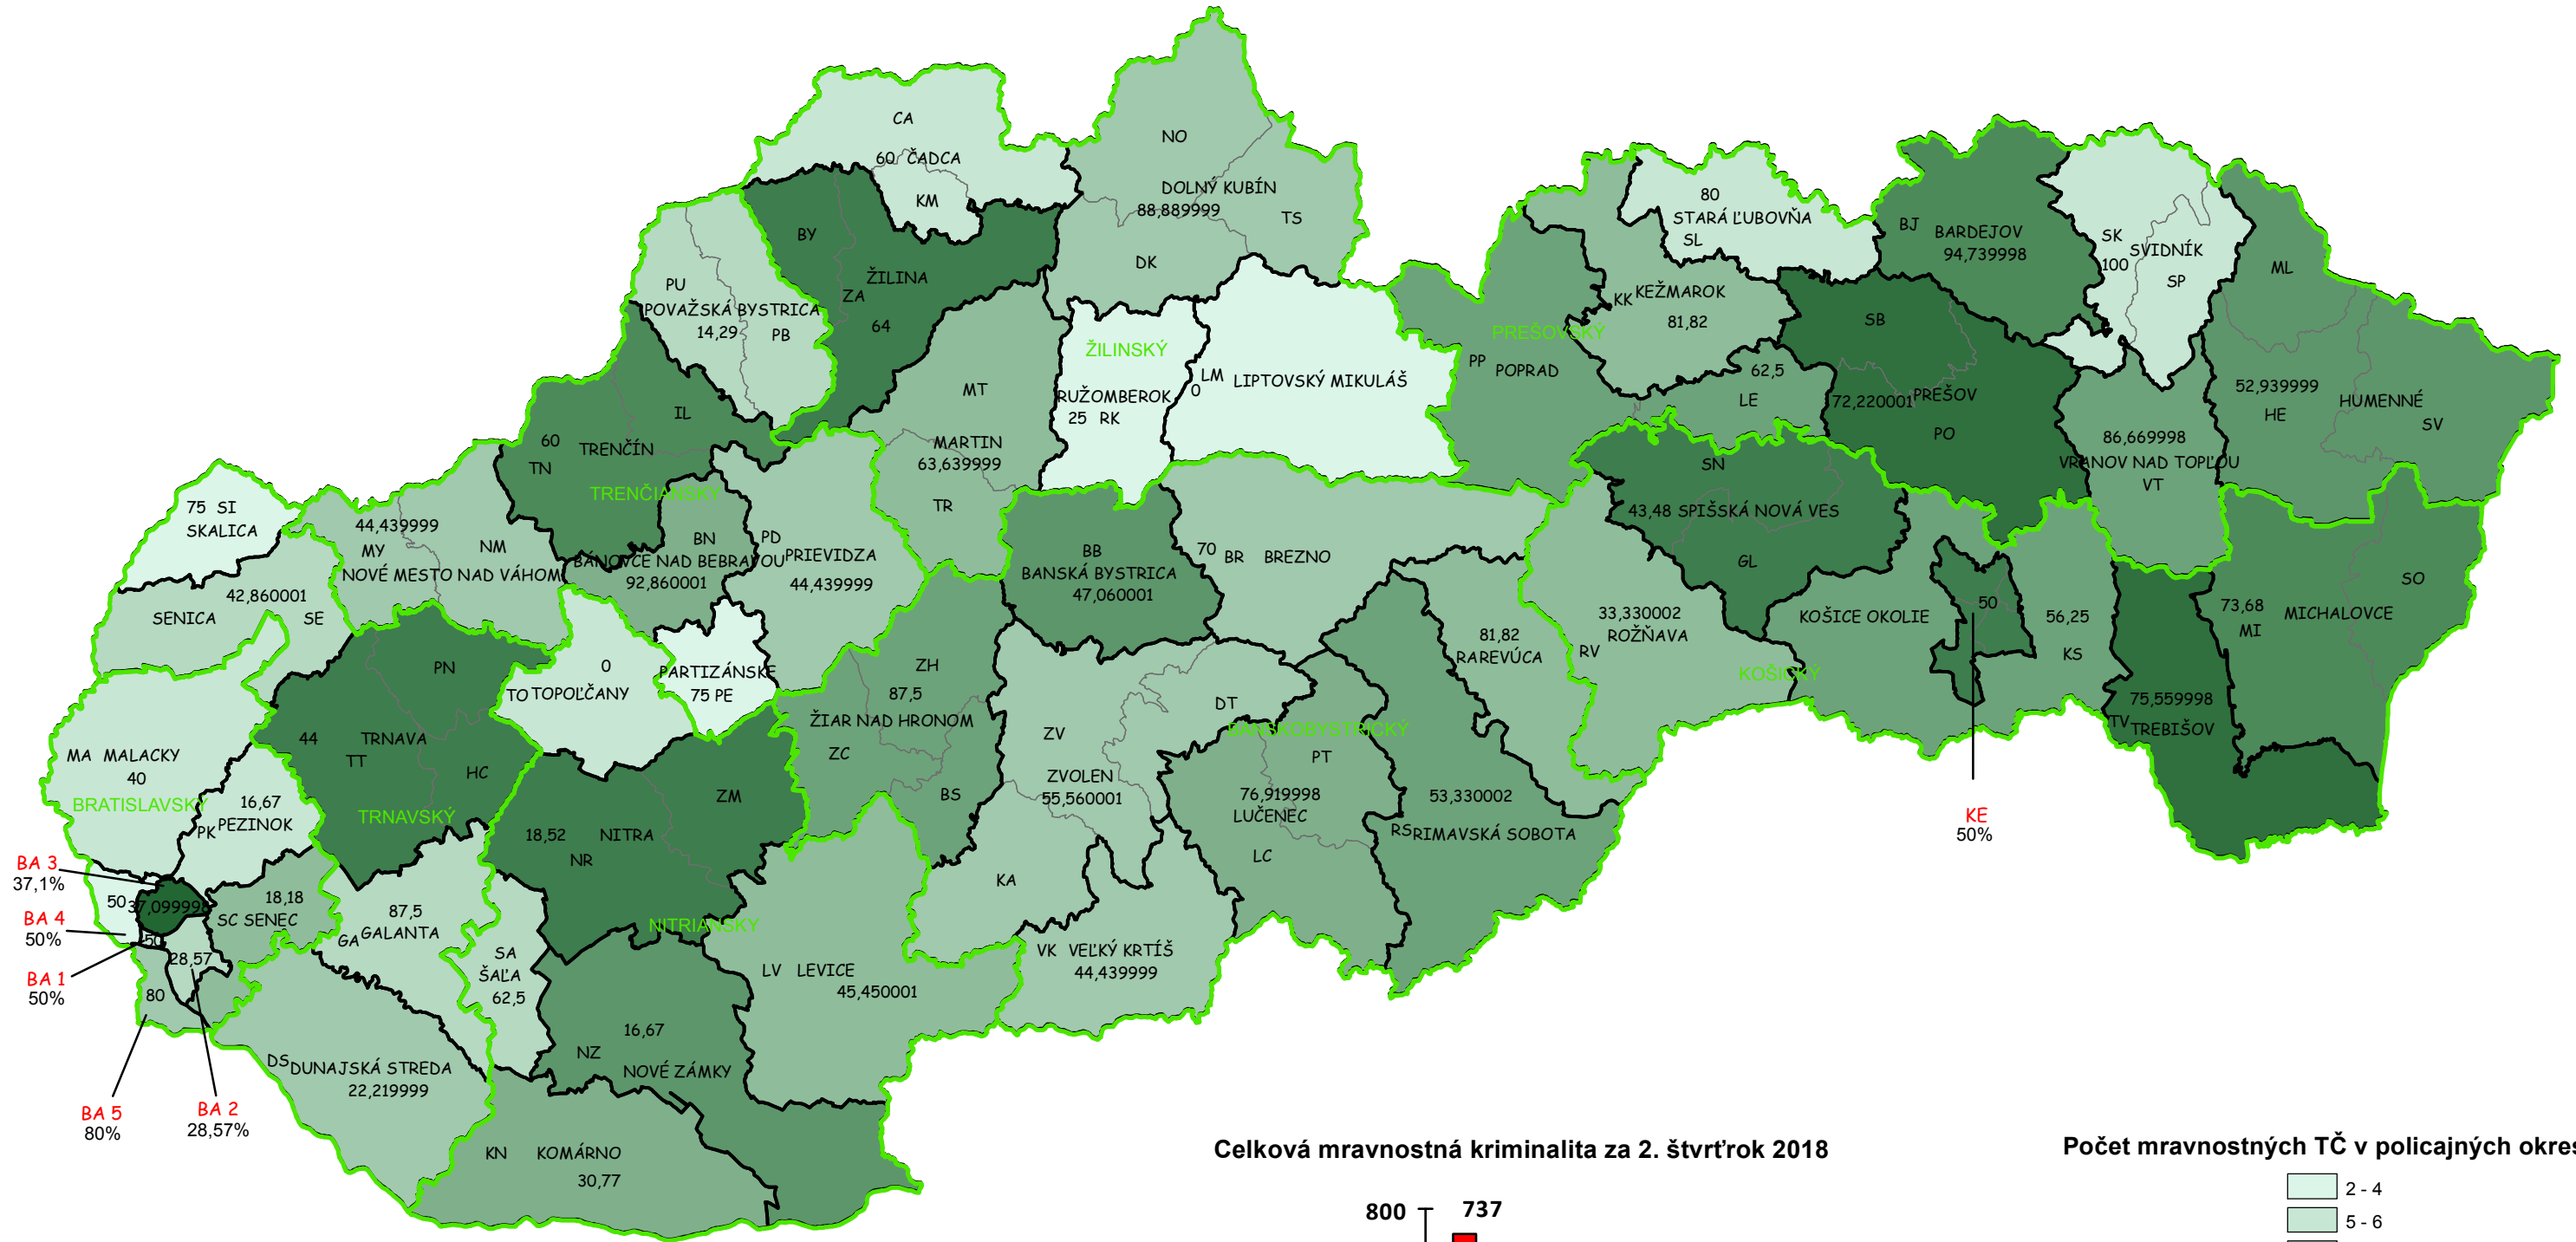 CA
60 ČADCA
KM
NO
DOLNÝ KUBÍN
88,889999
TS
DK
BY
ŽILINA
ZA
64
PU
POVAŽSKÁ BYSTRICA
14,29
PB
80
STARÁ ĽUBOVŇA
SL
BJ
BARDEJOV
94,739998
SK
SVIDNÍK
100
SP
ML
KK KEŽMAROK
81,82
PREŠOVSKÝ
PP
POPRAD
62,5
LE
SB
72,220001
PREŠOV
PO
52,939999
HUMENNÉ
HE
SV
86,669998
VRANOV NAD TOPĽOU
VT
ŽILINSKÝ
RUŽOMBEROK
25 RK
LM
0
LIPTOVSKÝ MIKULÁŠ
MT
MARTIN
63,639999
TR
IL
60
TRENČÍN
TN
TRENČIANSKY
75 SI
SKALICA
44,439999
MY
NM
NOVÉ MESTO NAD VÁHOM
BN
BÁNOVCE NAD BEBRAVOU
92,860001
PD
PRIEVIDZA
44,439999
BB
BANSKÁ BYSTRICA
47,060001
70
BR
BREZNO
SN
43,48 SPIŠSKÁ NOVÁ VES
GL
42,860001
SENICA
SE
PN
44
TRNAVA
TT
HC
TRNAVSKÝ
0
TO TOPOĽČANY
PARTIZÁNSKE
75 PE
ZH
87,5
ŽIAR NAD HRONOM
ZC
BS
ZV
DT
ZVOLEN
55,560001
KA
BANSKOBYSTRICKÝ
PT
76,919998
LUČENEC
LC
81,82
RA REVÚCA
53,330002
RS RIMAVSKÁ SOBOTA
33,330002
ROŽŇAVA
RV
KOŠICKÝ
KOŠICE OKOLIE
50
56,25
KS
73,68
MI
MICHALOVCE
SO
75,559998
TV
TREBIŠOV
KE
50%
MA MALACKY
40
BRATISLAVSKÝ
16,67
PK PEZINOK
18,18
SC SENEC
BA 3
37,1%
BA 4
50%
BA 1
50%
50
37,099998
50
28,57
80
BA 5
80%
BA 2
28,57%
87,5
GA GALANTA
SA
ŠAĽA
62,5
18,52
NITRA
NR
ZM
NITRIANSKY
LV LEVICE
45,450001
VK VEĽKÝ KRTÍŠ
44,439999
DS DUNAJSKÁ STREDA
22,219999
16,67
NZ
NOVÉ ZÁMKY
KN KOMÁRNO
30,77
Celková mravnostná kriminalita za 2. štvrťrok 2018
800
737
Počet mravnostných TČ v policajných okres
2 - 4
5 - 6